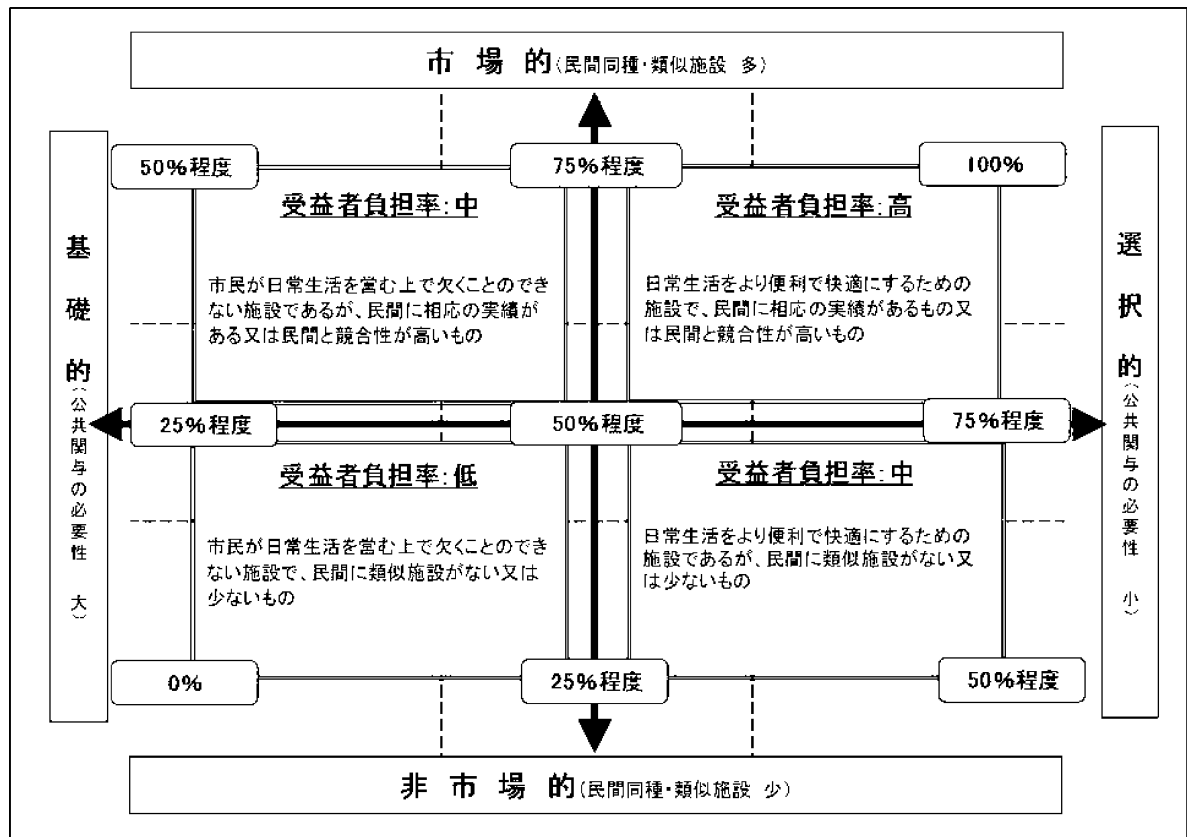 市場的(民間同種・類似施設 多)
50%程度
75%程度
100%
受益者負担率:中
受益者負担率:高
市民が日常生活を営む上で欠くことのでき
ない施設であるが、民間に相応の実績が
ある又は民間と競合性が高いもの
日常生活をより便利で快適にするための
施設で、民間に相応の実績があるもの又
は民間と競合性が高いもの
基礎的(公共関与の必要性 大)
選択的(公共関与の必要性 小)
25%程度
50%程度
75%程度
受益者負担率:低
受益者負担率:中
市民が日常生活を営む上で欠くことのでき
ない施設で、民間に類似施設がない又は
少ないもの
日常生活をより便利で快適にするための
施設であるが、民間に類似施設がない又
は少ないもの
0%
25%程度
50%程度
非市場的(民間同種・類似施設 少)